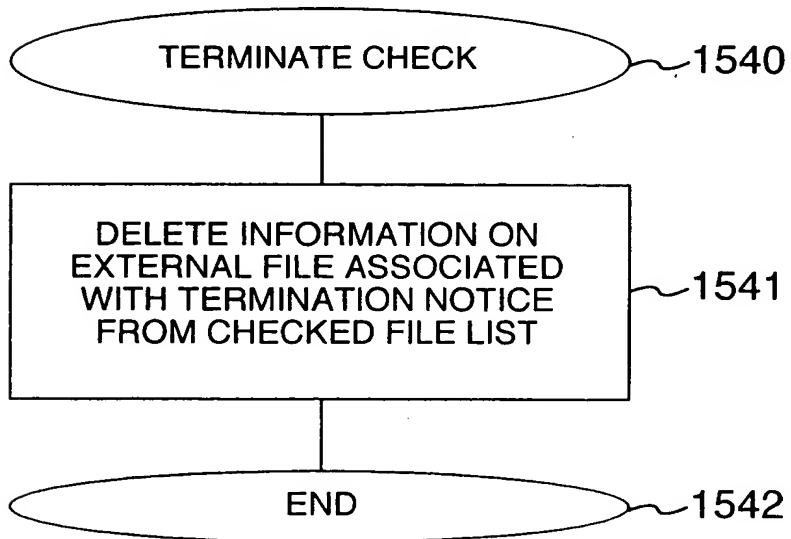 TERMINATE CHECK
1540
DELETE INFORMATION ON
EXTERNAL FILE ASSOCIATED
WITH TERMINATION NOTICE
FROM CHECKED FILE LIST
1541
END
1542